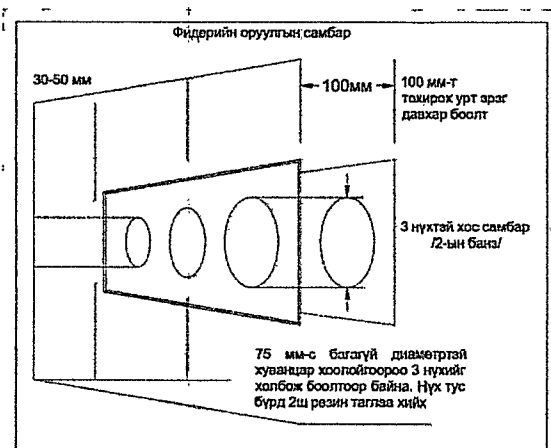 Фидерийн оруулгын самбар
30-50 мм
100мм
100 мм-т
тохирох урт эрэг
давхар боолт
3 нүхтэй хос самбар
/2-ын банз/
75 мм-с багагүй диаметртэй
хуванцар хоолойгоороо 3 нүхийг
холбож боолтоор байна. Нүх тус
бүрд 2щ резин таглаа хийх